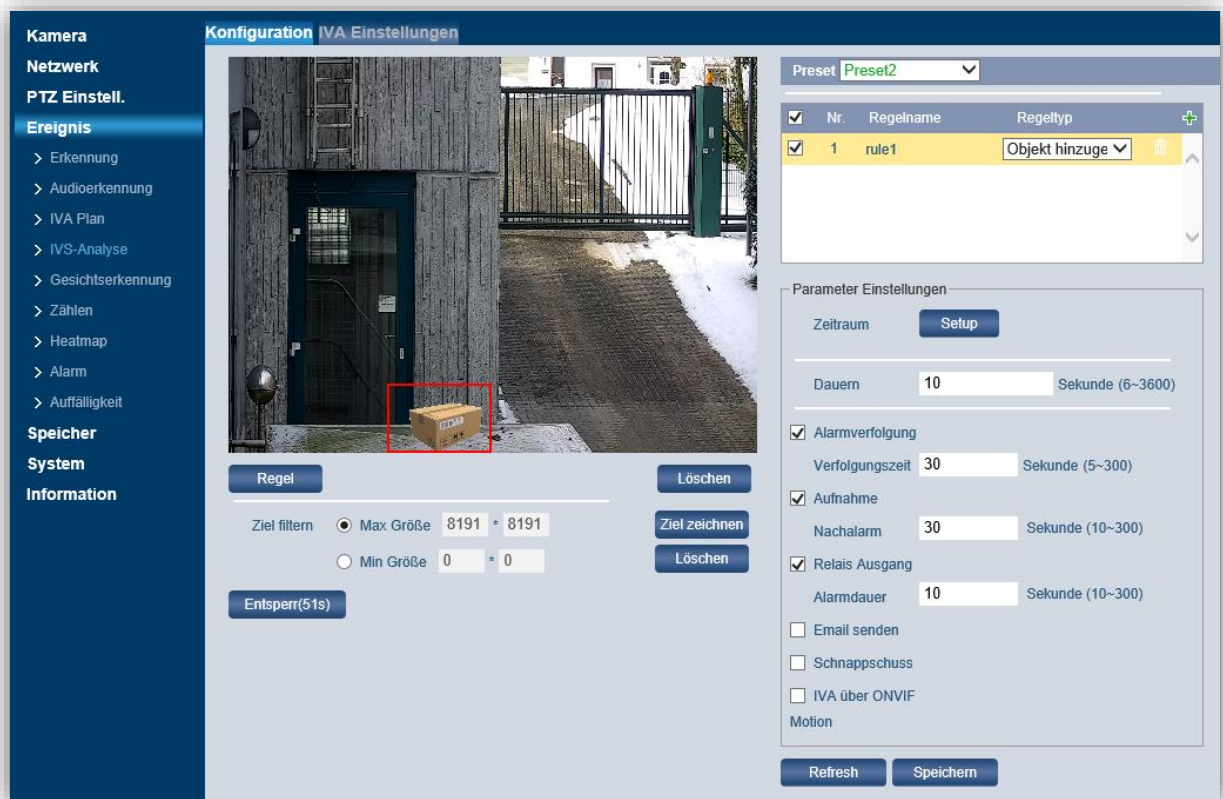 Kamera
Netzwerk
PTZ Einstell.
Ereignis
Erkennung
Audioerkennung
IVA Plan
IVS-Analyse
Gesichtserkennung
Zählen
Heatmap
Alarm
Auffälligkeit
Speicher
System
Information
Konfiguration IVA Einstellungen
Regel Löschen
Ziel filtern Max Größe 8191 * 8191 Ziel zeichnen
Min Größe 0 * 0 Löschen
Entsperr(51s)
Preset Preset2
Nr. Regelname Regeltyp
1 rule1 Objekt hinzuge
Parameter Einstellungen
Zeitraum Setup
Dauern 10 Sekunde (6~3600)
Alarmverfolgung
Verfolgungszeit 30 Sekunde (5~300)
Aufnahme
Nachalarm 30 Sekunde (10~300)
Relais Ausgang
Alarmdauer 10 Sekunde (10~300)
Email senden
Schnappschuss
IVA über ONVIF
Motion
Refresh Speichern